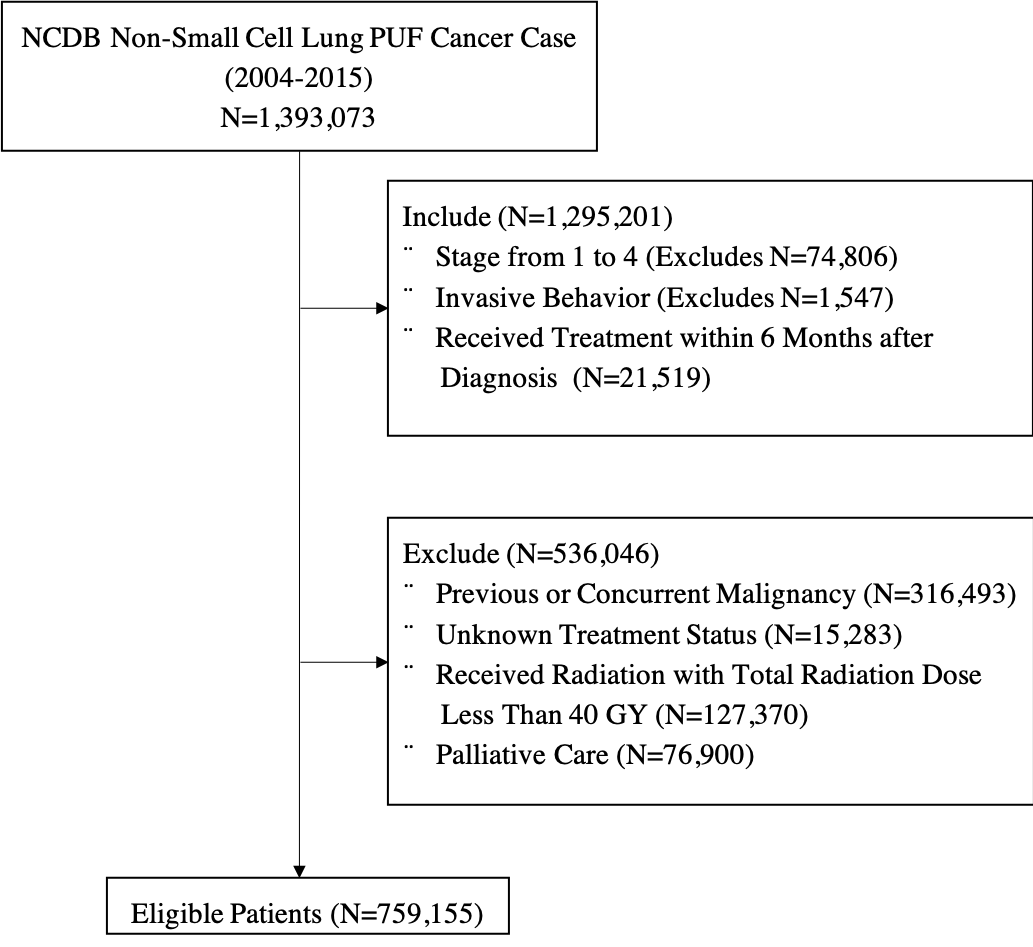 NCDB Non-Small Cell Lung PUF Cancer Case
(2004-2015)
N=1,393,073
Include (N=1,295,201)
¨ Stage from 1 to 4 (Excludes N=74,806)
¨ Invasive Behavior (Excludes N=1,547)
¨ Received Treatment within 6 Months after
Diagnosis (N=21,519)
Exclude (N=536,046)
¨ Previous or Concurrent Malignancy (N=316,493)
¨ Unknown Treatment Status (N=15,283)
¨ Received Radiation with Total Radiation Dose
Less Than 40 GY (N=127,370)
¨ Palliative Care (N=76,900)
Eligible Patients (N=759,155)